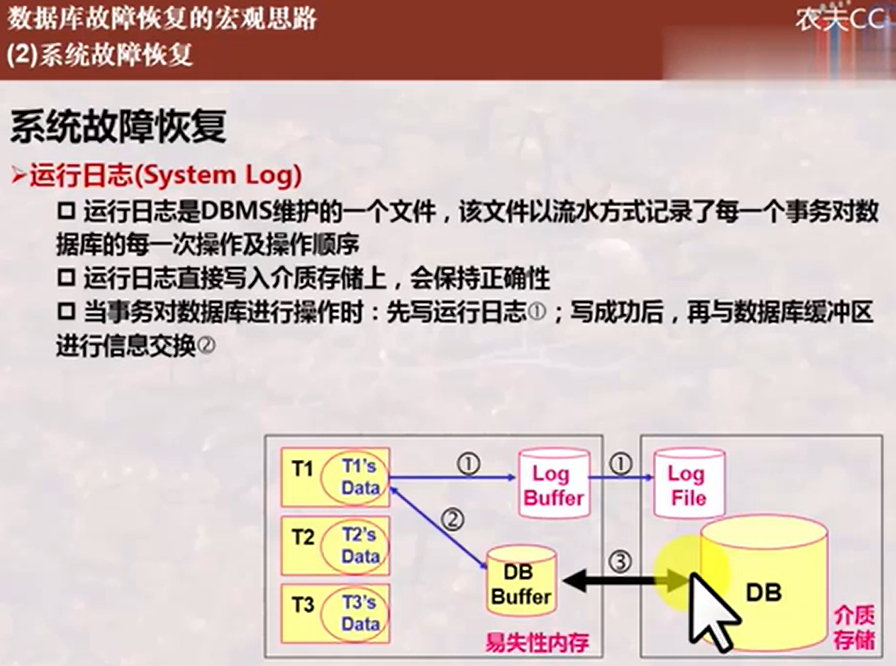 数据库故障恢复的宏观思路
农夫CC
(2)系统故障恢复
系统故障恢复
➢运行日志(System Log)
运行日志是DBMS维护的一个文件，该文件以流水方式记录了每一个事务对数
据库的每一次操作及操作顺序
运行日志直接写入介质存储上，会保持正确性
当事务对数据库进行操作时：先写运行日志①；写成功后，再与数据库缓冲区
进行信息交换②
T1
T1's
Data
①
Log
Buffer
①
Log
File
T2
T2's
Data
②
DB
Buffer
③
DB
T3
T3's
Data
易失性内存
介质
存储